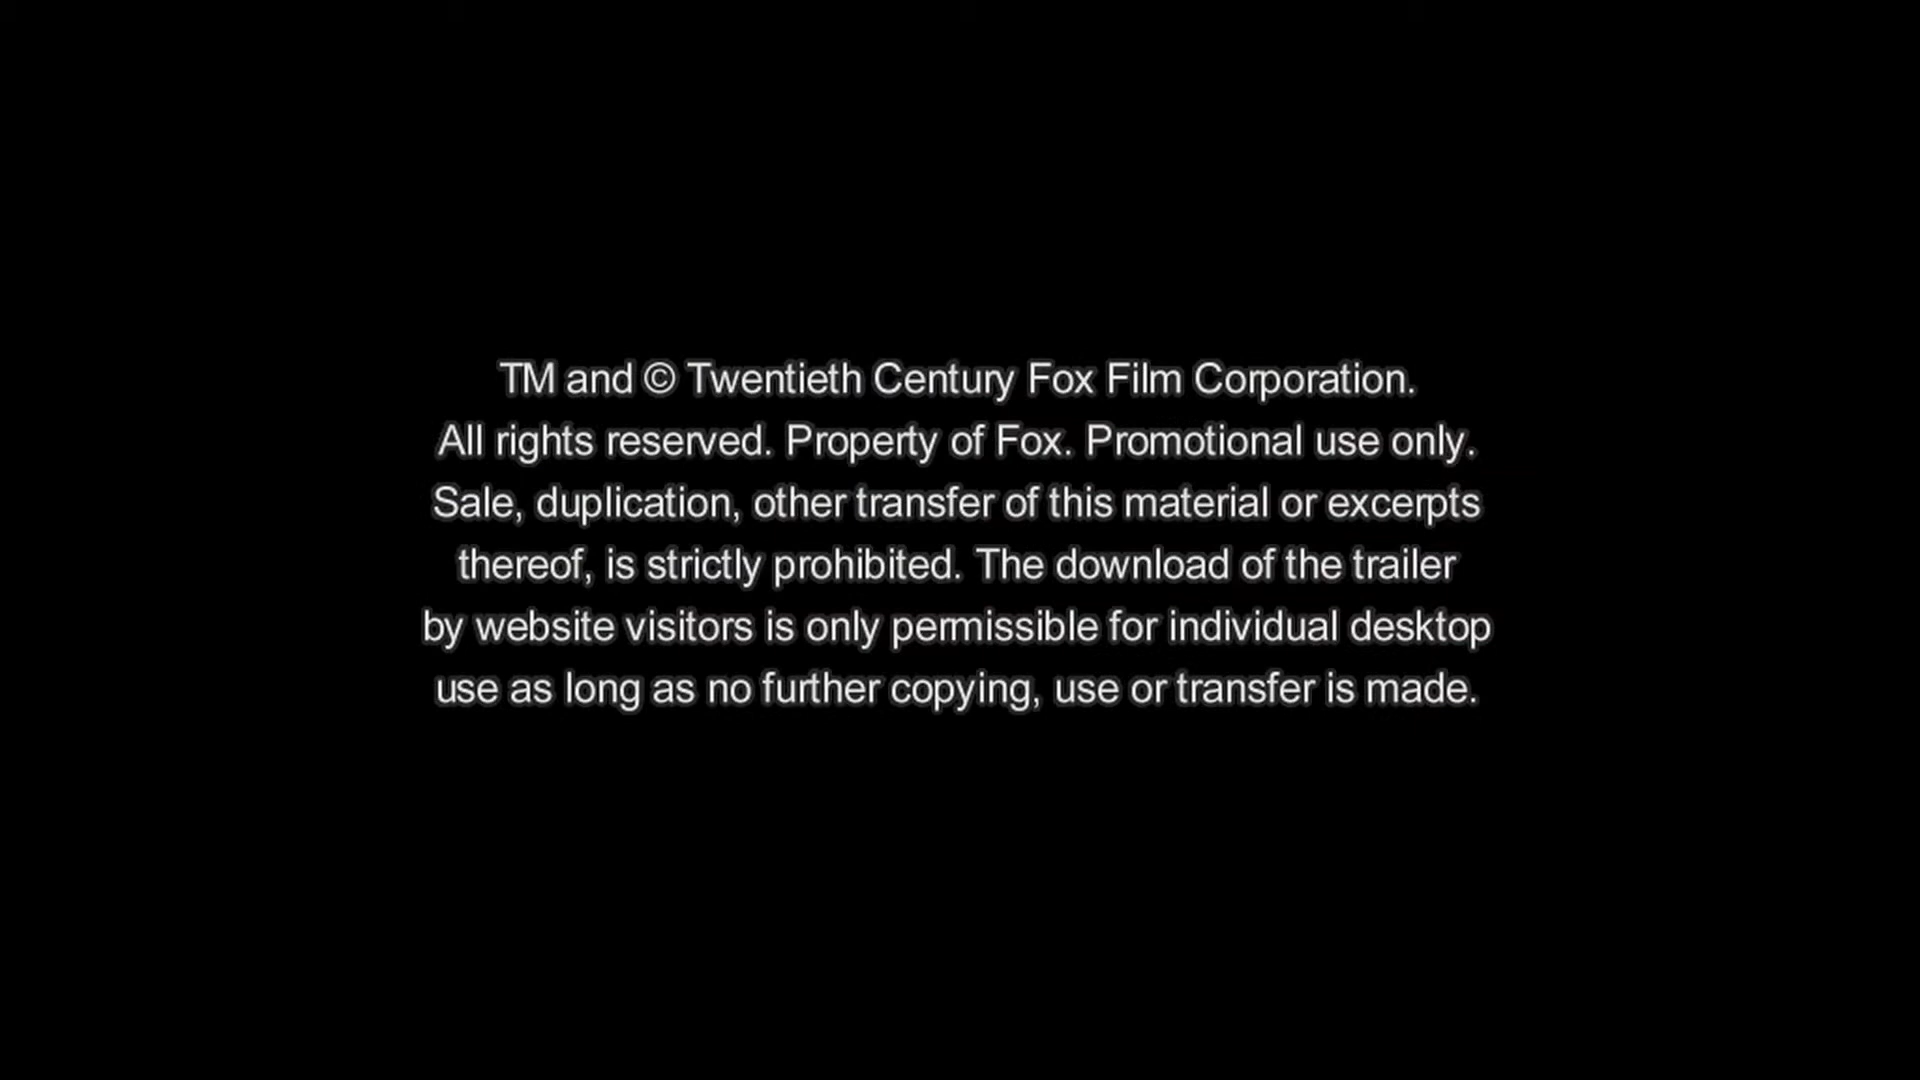 TM and © Twentieth Century Fox Film Corporation.
All rights reserved. Property of Fox. Promotional use only.
Sale, duplication, other transfer of this material or excerpts
thereof, is strictly prohibited. The download of the trailer
by website visitors is only permissible for individual desktop
use as long as no further copying, use or transfer is made.